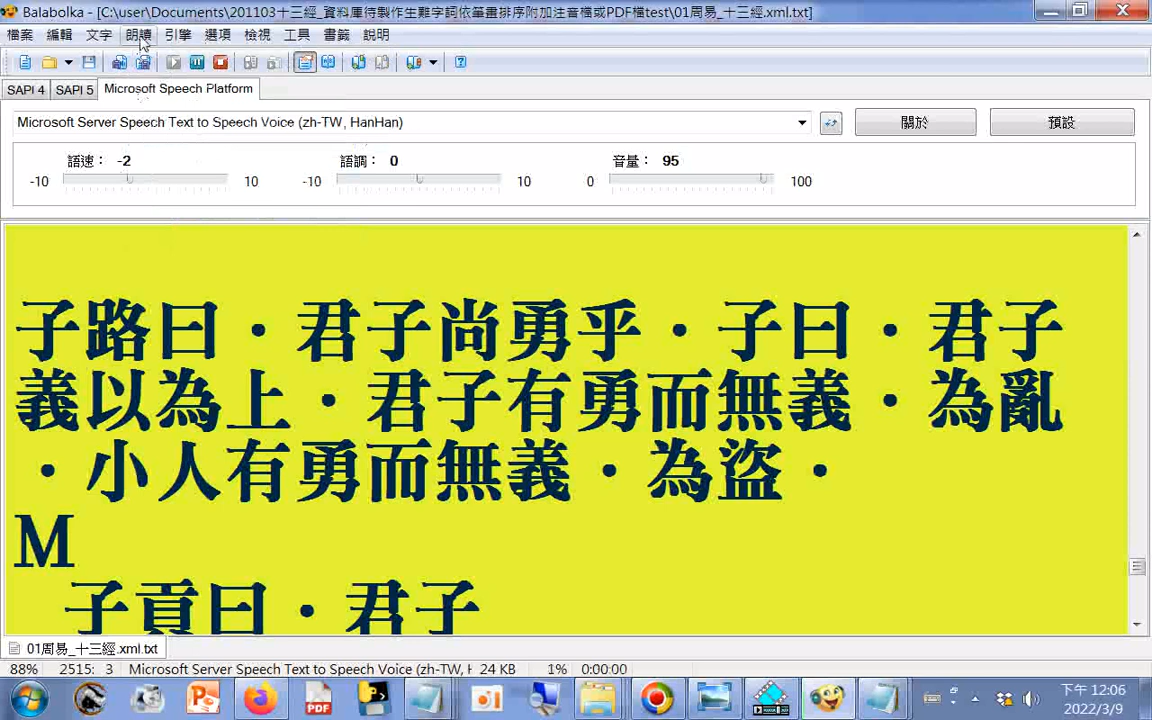 Balabolka - [C:\user\Documents\201103十三經_資料庫待製作生難字詞依筆畫排序附加注音檔或PDF檔test\01周易_十三經.xml.txt]
檔案 編輯 文字 朗讀 引擎 選項 檢視 工具 書籤 說明
SAPI 4 SAPI 5 Microsoft Speech Platform
Microsoft Server Speech Text to Speech Voice (zh-TW, HanHan) 關於 預設
語速： -2 語調： 0 音量： 95
-10 10 -10 10 0 100
子路曰．君子尚勇乎．子曰．君子
義以為上．君子有勇而無義．為亂
．小人有勇而無義．為盜．
M
子貢曰．君子
01周易_十三經.xml.txt
88% 2515: 3 Microsoft Server Speech Text to Speech Voice (zh-TW, H 24 KB 1% 0:00:00
下午 12:06
2022/3/9